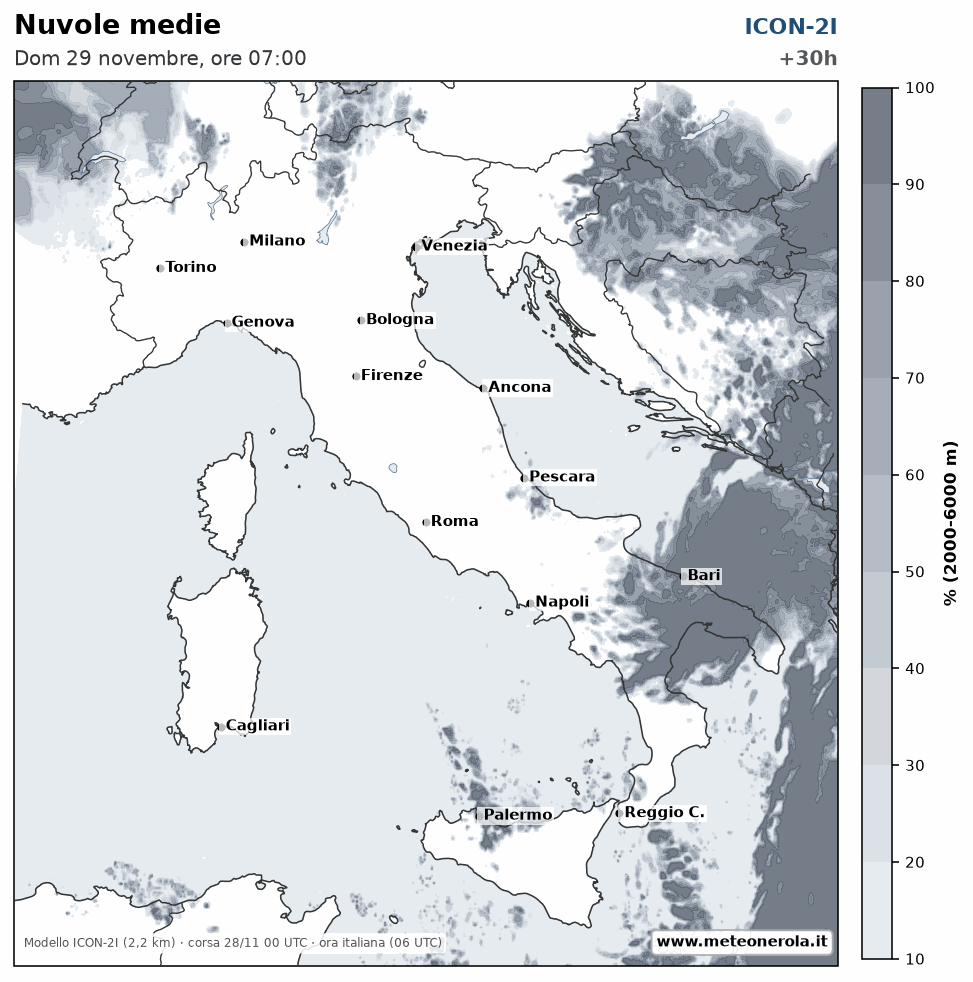 Nuvole medie
ICON-2I
Dom 29 novembre, ore 07:00
+30h
100
90
80
70
60
50
40
30
20
10
% (2000-6000 m)
Milano
Venezia
Torino
Genova
Bologna
Firenze
Ancona
Pescara
Roma
Bari
Napoli
Cagliari
Palermo
Reggio C.
Modello ICON-2I (2,2 km) · corsa 28/11 00 UTC · ora italiana (06 UTC)
www.meteonerola.it